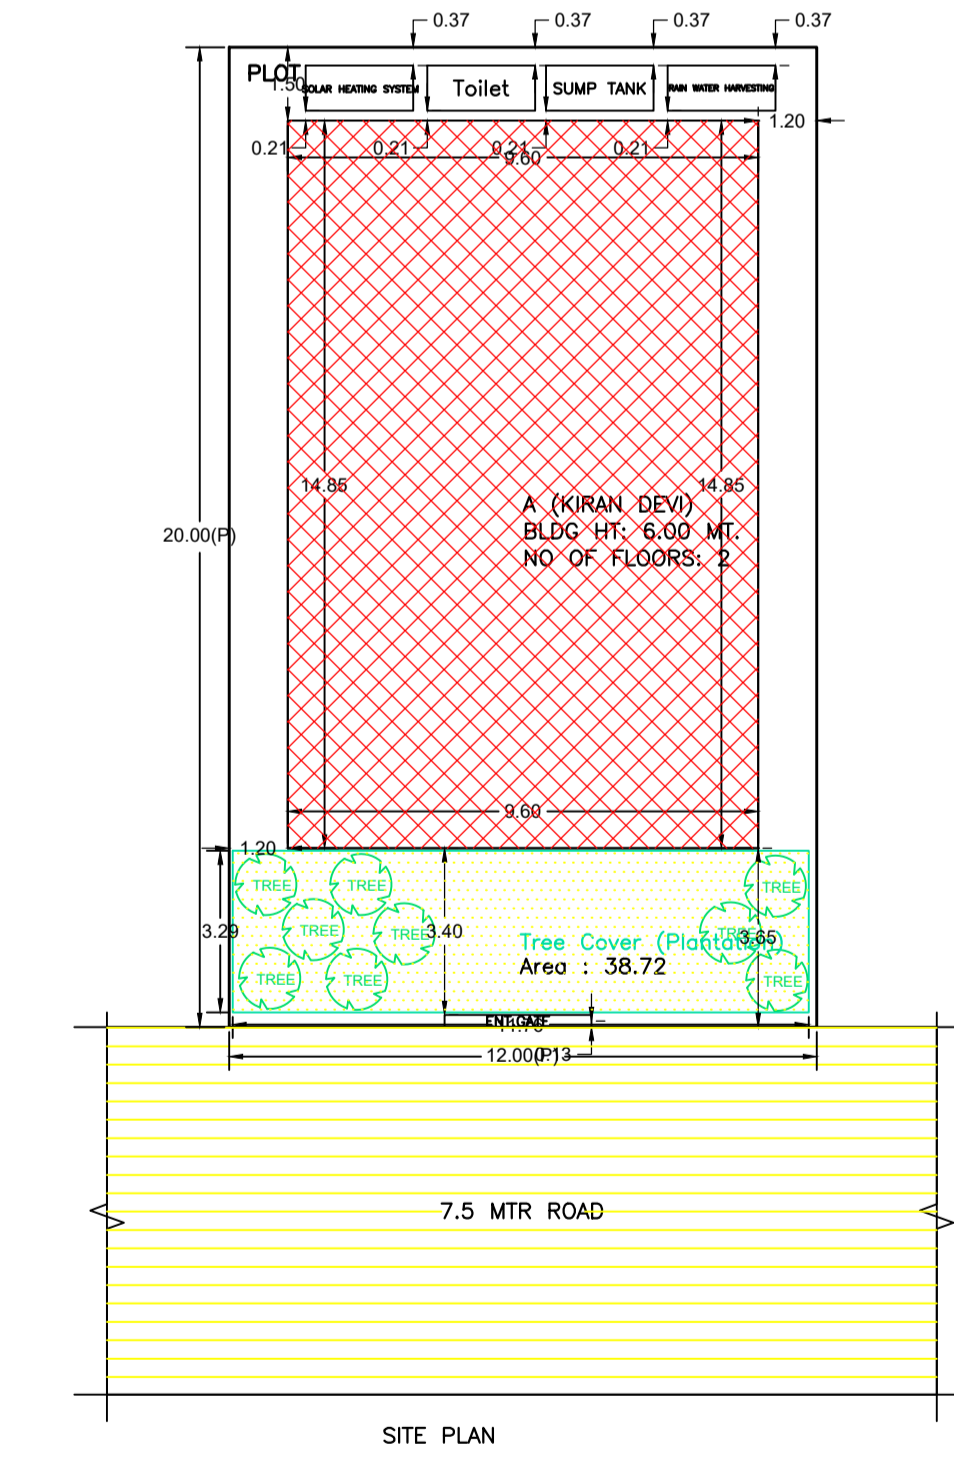 0.37 0.37 0.37 0.37
PLOT
1.50
SOLAR HEATING SYSTEM
Toilet
SUMP TANK
RAIN WATER HARVESTING
1.20
0.21 0.21 0.21 0.21
9.60
14.85 14.85
A (KIRAN DEVI)
BLDG HT: 6.00 MT.
NO OF FLOORS: 2
20.00(P)
9.60
1.20
TREE TREE TREE
TREE TREE TREE
3.29 3.40 3.65
Tree Cover (Plantation)
Area : 38.72
TREE TREE TREE
ENT.GATE
12.00(P) 0.13
7.5 MTR ROAD
SITE PLAN